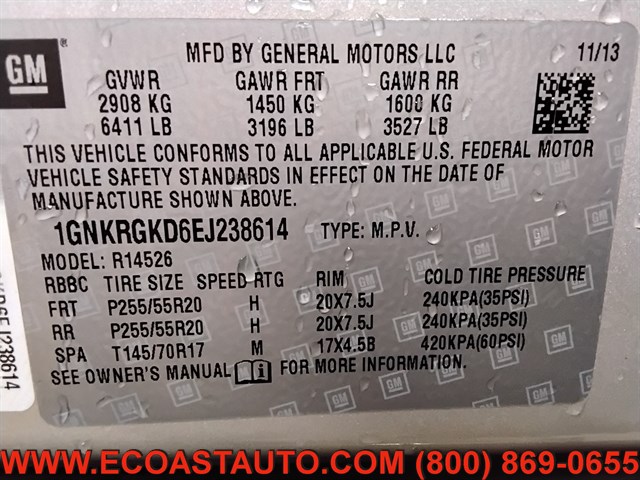 GM
MFD BY GENERAL MOTORS LLC 11/13
GVWR GAWR FRT GAWR RR
2908 KG 1450 KG 1600 KG
6411 LB 3196 LB 3527 LB
THIS VEHICLE CONFORMS TO ALL APPLICABLE U.S. FEDERAL MOTOR
VEHICLE SAFETY STANDARDS IN EFFECT ON THE DATE OF
MANUFACTURE SHOWN ABOVE.
1GNKRGKD6EJ238614 TYPE: M.P.V.
MODEL: R14526
RBBC TIRE SIZE SPEED RTG RIM COLD TIRE PRESSURE
FRT P255/55R20 H 20X7.5J 240KPA(35PSI)
RR P255/55R20 H 20X7.5J 240KPA(35PSI)
SPA T145/70R17 M 17X4.5B 420KPA(60PSI)
SEE OWNER'S MANUAL FOR MORE INFORMATION.
WWW.ECOASTAUTO.COM (800) 869-0655